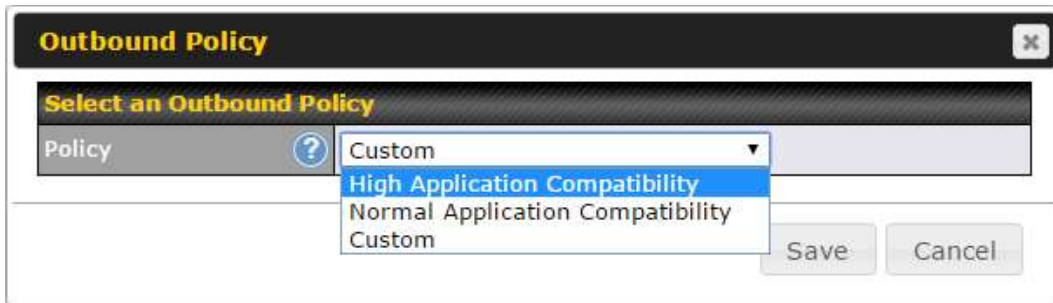 Outbound Policy
Select an Outbound Policy
Policy ? Custom
High Application Compatibility
Normal Application Compatibility
Custom
Save Cancel